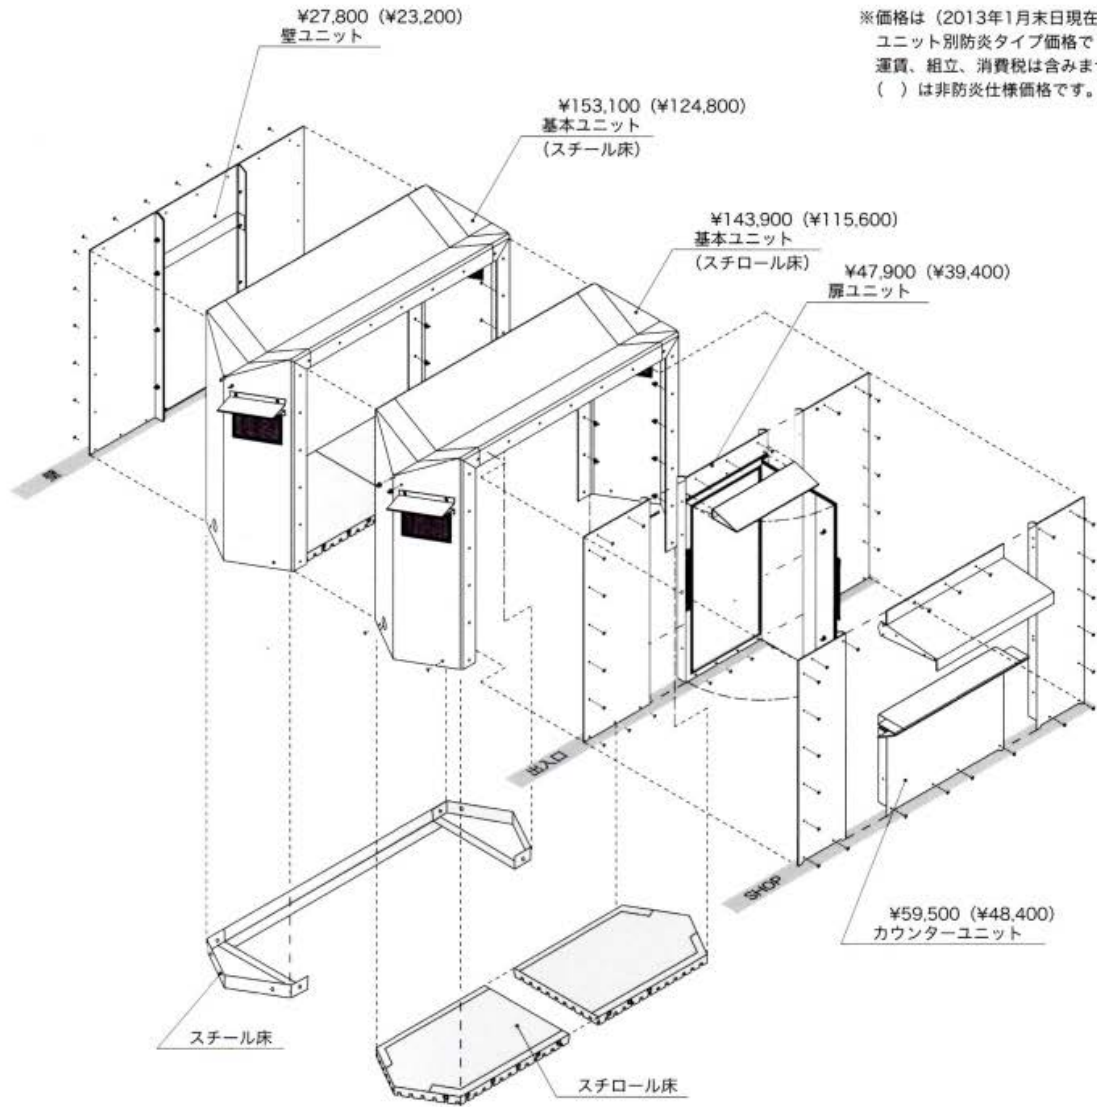 ¥27,800（¥23,200）
壁ユニット
※価格は（2013年1月末日現在
ユニット別防炎タイプ価格で
運賃、組立、消費税は含みませ
（　）は非防炎仕様価格です。
¥153,100（¥124,800）
基本ユニット
（スチール床）
¥143,900（¥115,600）
基本ユニット
（スチロール床）
¥47,900（¥39,400）
扉ユニット
壁
出入口
SHOP
¥59,500（¥48,400）
カウンターユニット
スチール床
スチロール床